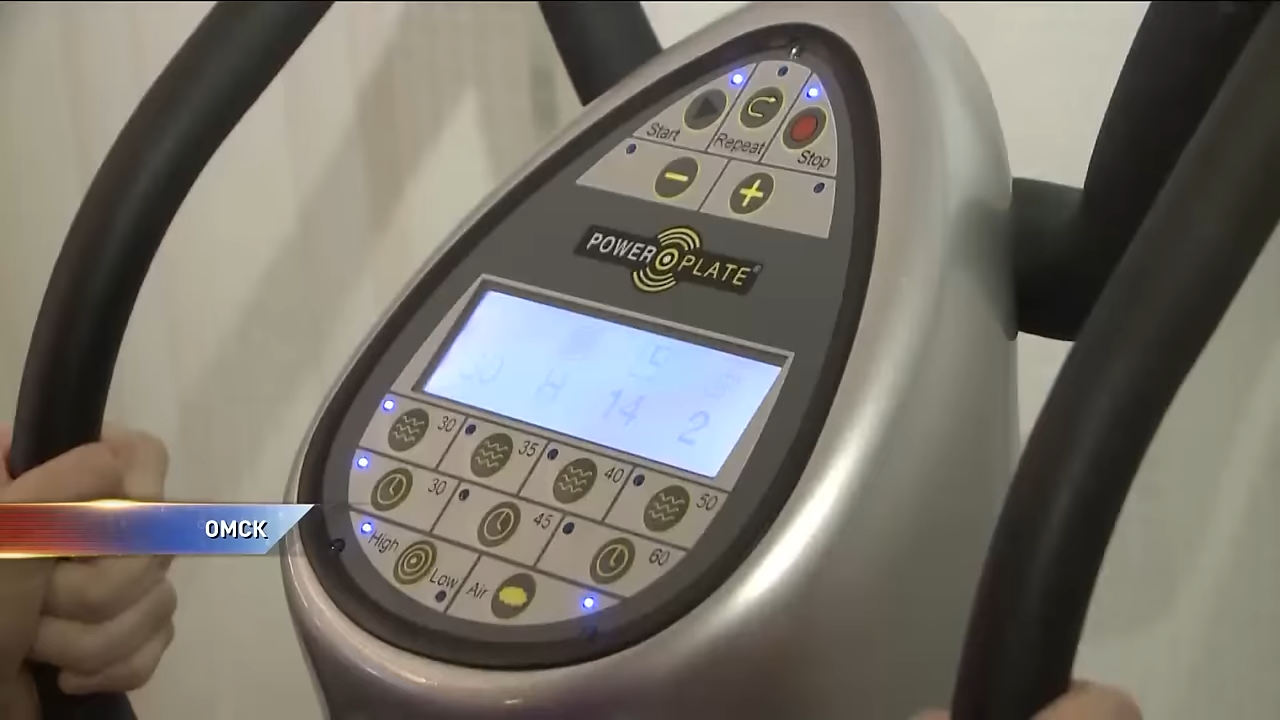 Start
Repeat
Stop
POWER PLATE®
14 2
30 35 40 50
30 45 60
High
Low
Air
ОМСК